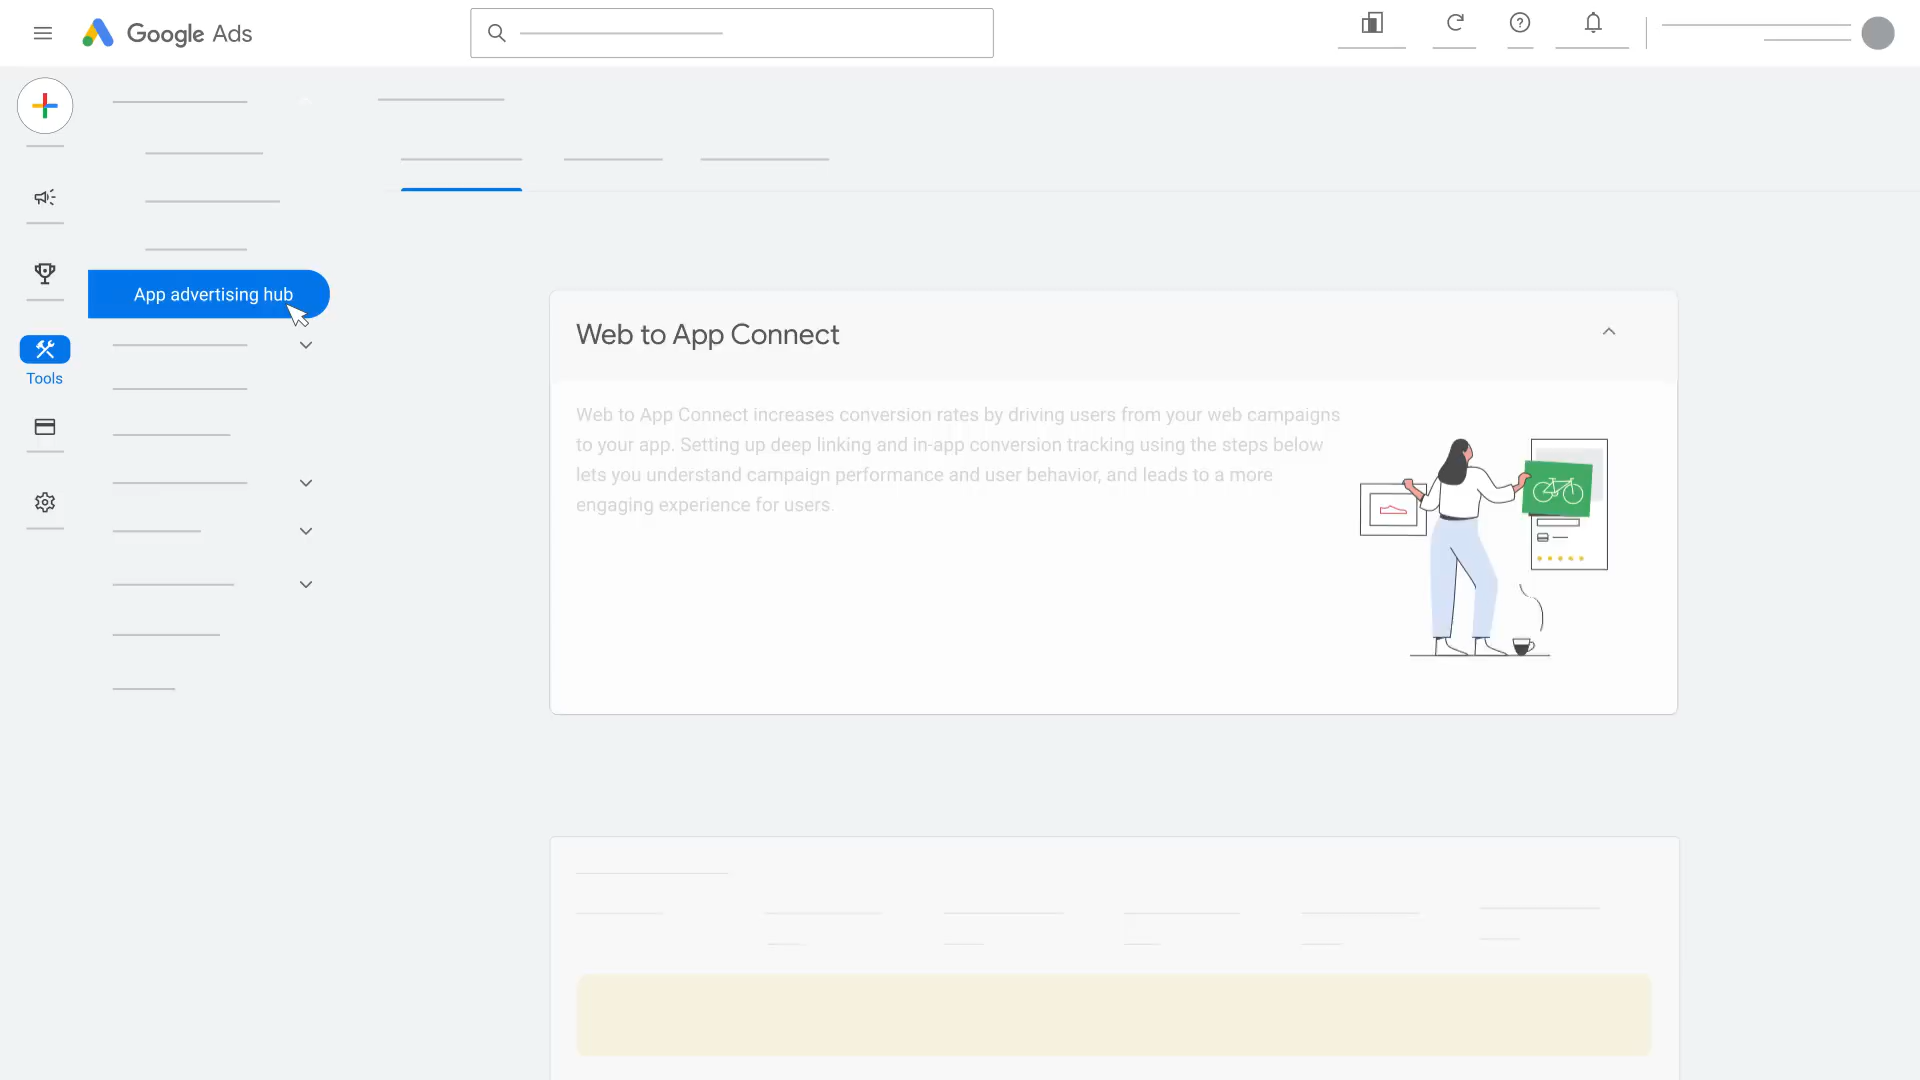 Google Ads
App advertising hub
Tools
Web to App Connect
Web to App Connect increases conversion rates by driving users from your web campaigns
to your app. Setting up deep linking and in-app conversion tracking using the steps below
lets you understand campaign performance and user behavior, and leads to a more
engaging experience for users.